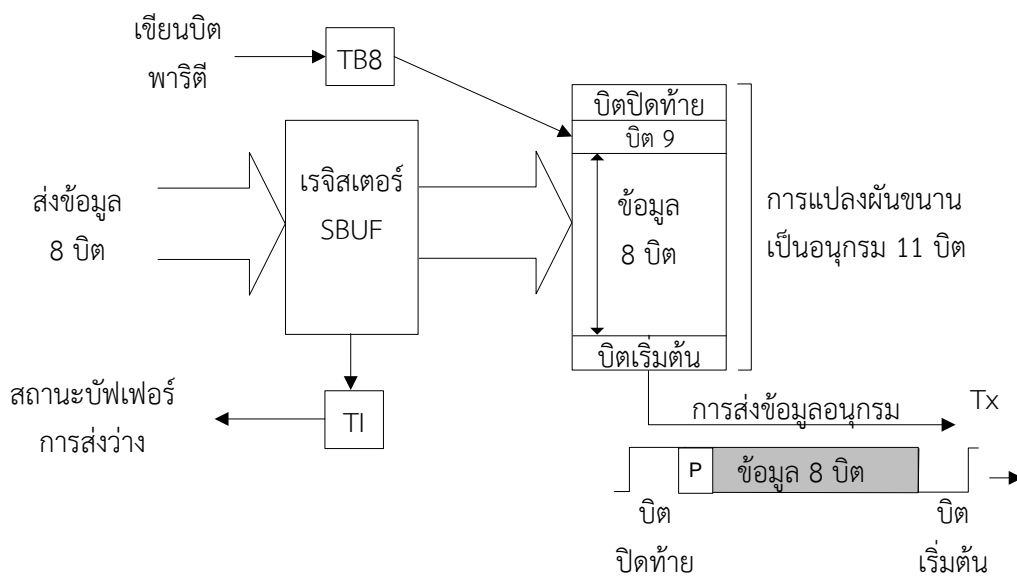 เขียนบิต
พาริตี
TB8
บิตปิดท้าย
บิต 9
ส่งข้อมูล
8 บิต
เรจิสเตอร์
SBUF
ข้อมูล
8 บิต
การแปลงผันขนาน
เป็นอนุกรม 11 บิต
บิตเริ่มต้น
สถานะบัฟเฟอร์
การส่งว่าง
TI
การส่งข้อมูลอนุกรม
Tx
P
ข้อมูล 8 บิต
บิต
ปิดท้าย
บิต
เริ่มต้น